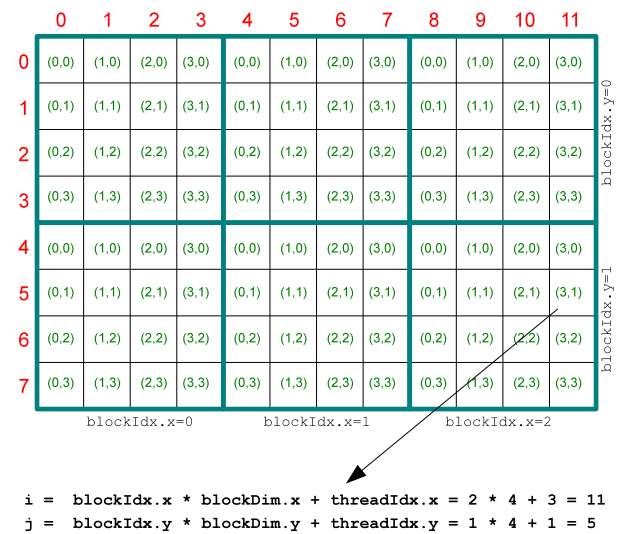 0 1 2 3 4 5 6 7 8 9 10 11
0 (0,0) (1,0) (2,0) (3,0) (0,0) (1,0) (2,0) (3,0) (0,0) (1,0) (2,0) (3,0)
1 (0,1) (1,1) (2,1) (3,1) (0,1) (1,1) (2,1) (3,1) (0,1) (1,1) (2,1) (3,1)
2 (0,2) (1,2) (2,2) (3,2) (0,2) (1,2) (2,2) (3,2) (0,2) (1,2) (2,2) (3,2)
3 (0,3) (1,3) (2,3) (3,3) (0,3) (1,3) (2,3) (3,3) (0,3) (1,3) (2,3) (3,3)
blockIdx.y=0
4 (0,0) (1,0) (2,0) (3,0) (0,0) (1,0) (2,0) (3,0) (0,0) (1,0) (2,0) (3,0)
5 (0,1) (1,1) (2,1) (3,1) (0,1) (1,1) (2,1) (3,1) (0,1) (1,1) (2,1) (3,1)
6 (0,2) (1,2) (2,2) (3,2) (0,2) (1,2) (2,2) (3,2) (0,2) (1,2) (2,2) (3,2)
7 (0,3) (1,3) (2,3) (3,3) (0,3) (1,3) (2,3) (3,3) (0,3) (1,3) (2,3) (3,3)
blockIdx.y=1
blockIdx.x=0 blockIdx.x=1 blockIdx.x=2
i = blockIdx.x * blockDim.x + threadIdx.x = 2 * 4 + 3 = 11
j = blockIdx.y * blockDim.y + threadIdx.y = 1 * 4 + 1 = 5